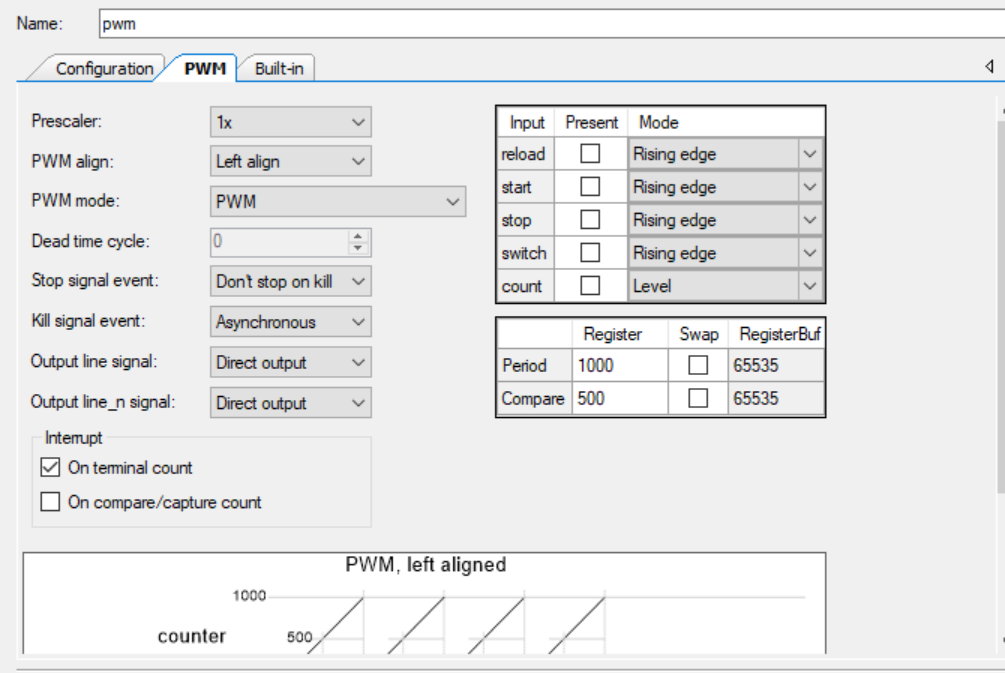 Name: pwm
Configuration PWM Built-in
Prescaler: 1x
PWM align: Left align
PWM mode: PWM
Dead time cycle: 0
Stop signal event: Don't stop on kill
Kill signal event: Asynchronous
Output line signal: Direct output
Output line_n signal: Direct output
Interrupt
On terminal count
On compare/capture count
Input Present Mode
reload Rising edge
start Rising edge
stop Rising edge
switch Rising edge
count Level
Register Swap RegisterBuf
Period 1000 65535
Compare 500 65535
PWM, left aligned
1000
counter 500